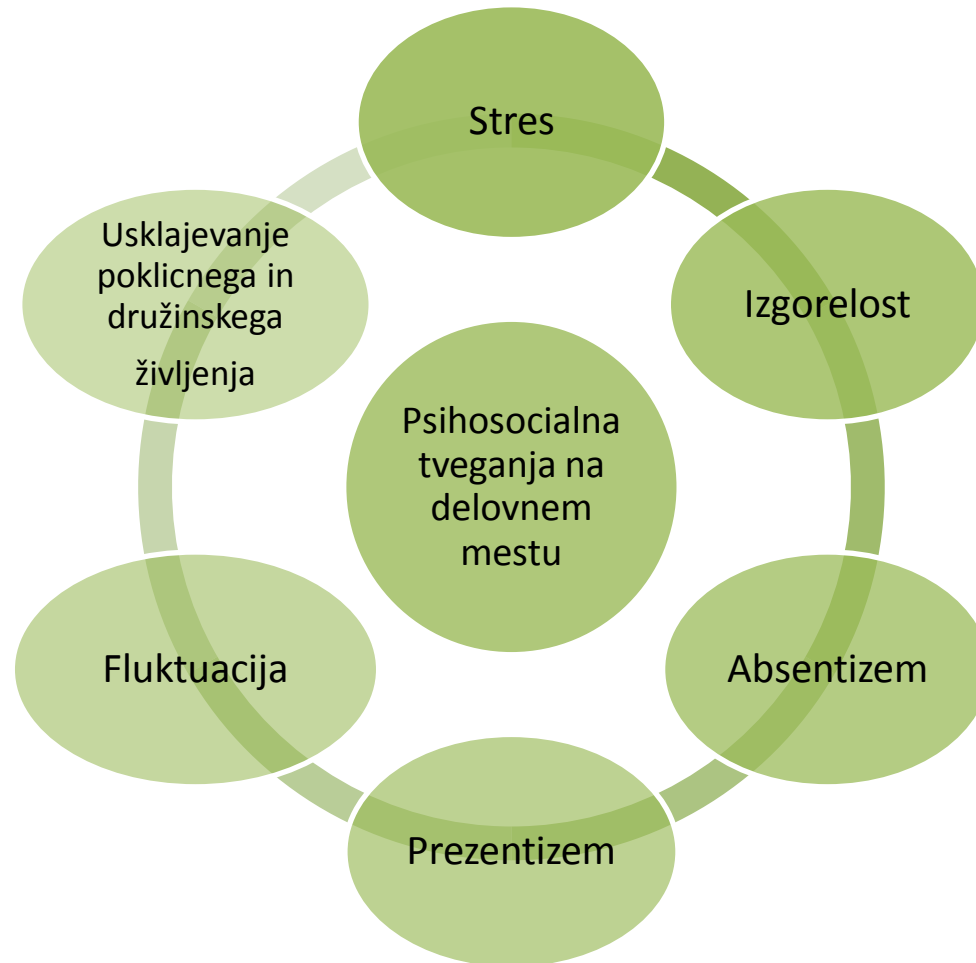 Stres
Izgorelost
Absentizem
Prezentizem
Fluktuacija
Usklajevanje
poklicnega in
družinskega
življenja
Psihosocialna
tveganja na
delovnem
mestu